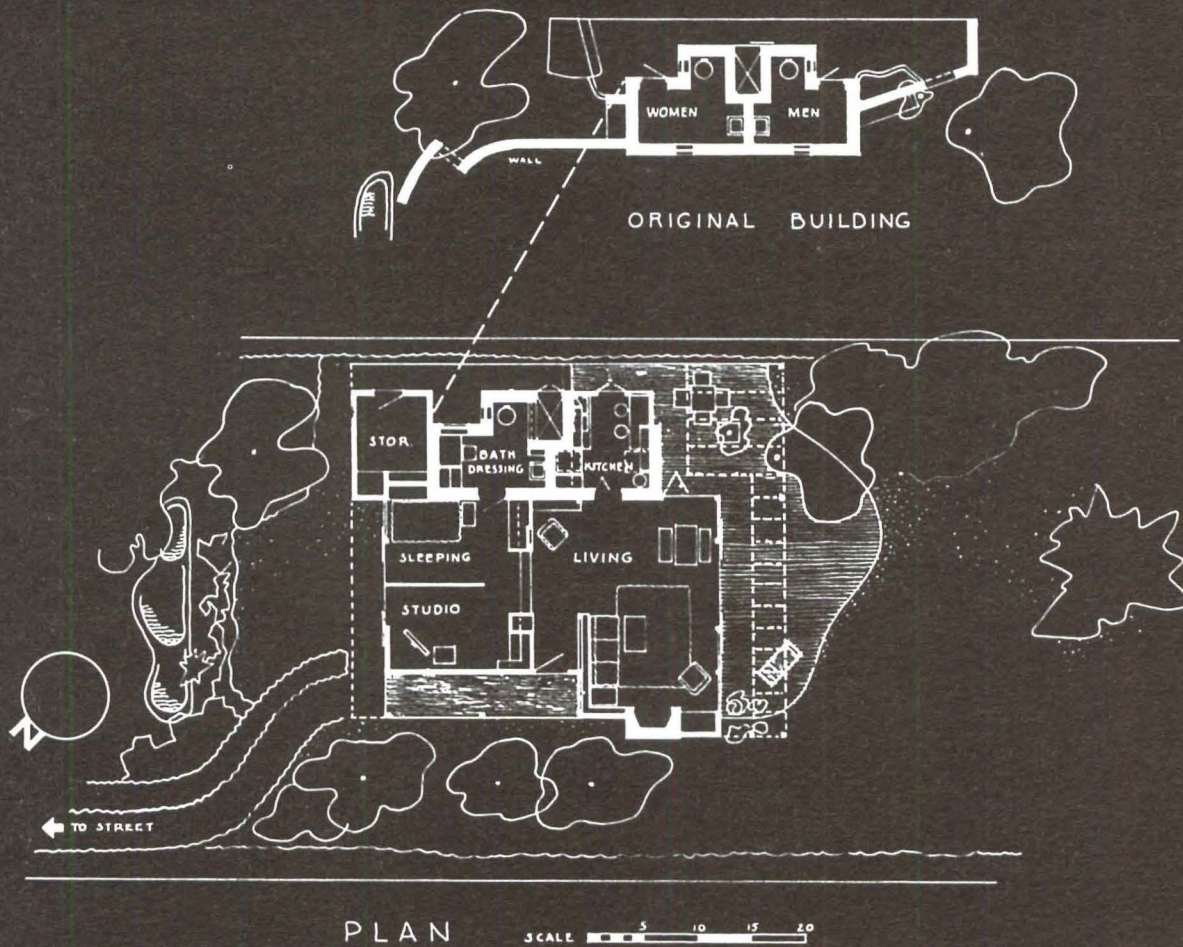 WOMEN
MEN
WALL
ORIGINAL BUILDING
STOR.
BATH
DRESSING
KITCHEN
SLEEPING
LIVING
STUDIO
N
TO STREET
PLAN
SCALE 5 10 15 20